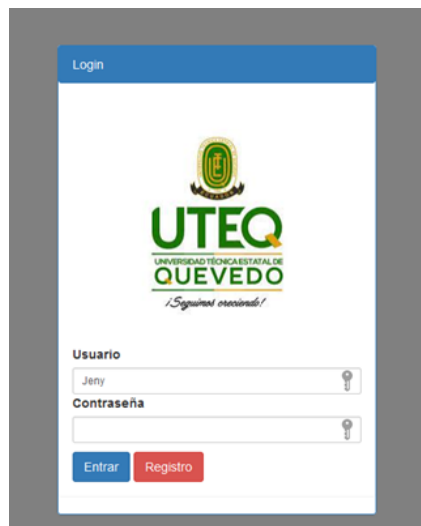 Login
UTEQ
UNIVERSIDAD TÉCNICA ESTATAL DE
QUEVEDO
¡Seguimos creciendo!
Usuario
Jeny
Contraseña
Entrar Registro